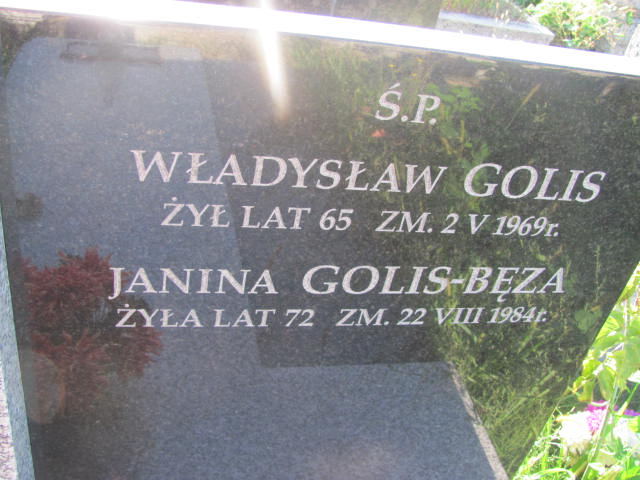 Ś.P.
WŁADYSŁAW GOLIS
ŻYŁ LAT 65 ZM. 2 V 1969r.
JANINA GOLIS-BĘZA
ŻYŁA LAT 72 ZM. 22 VIII 1984r.